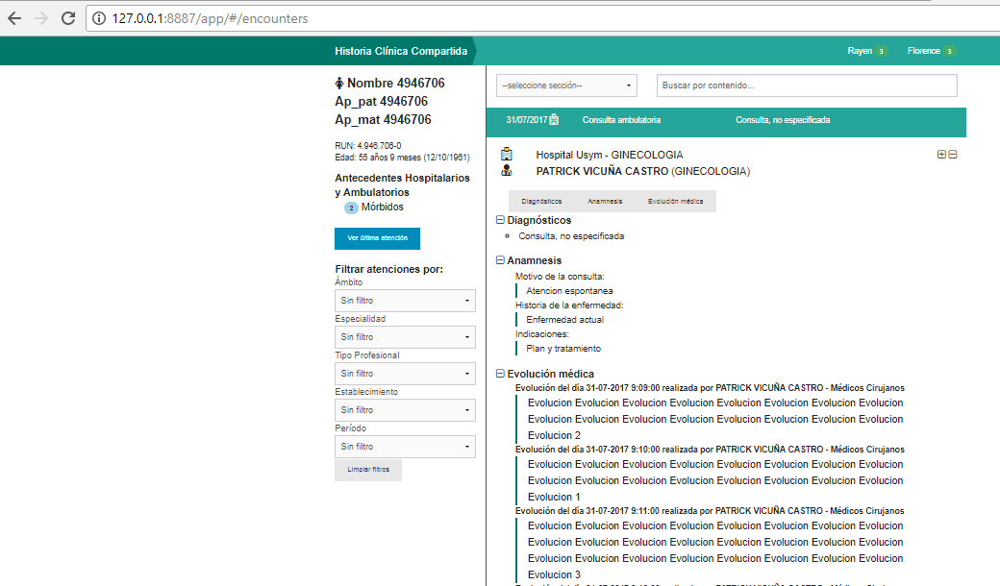 127.0.0.1:8887/app/#/encounters
Historia Clínica Compartida
Rayen 3
Florence 3
Nombre 4946706
Ap_pat 4946706
Ap_mat 4946706
RUN: 4.946.706-0
Edad: 55 años 9 meses (12/10/1961)
Antecedentes Hospitalarios
y Ambulatorios
2 Mórbidos
Ver última atención
Filtrar atenciones por:
Ámbito
Sin filtro
Especialidad
Sin filtro
Tipo Profesional
Sin filtro
Establecimiento
Sin filtro
Período
Sin filtro
Limpiar filtros
--seleccione sección--
Buscar por contenido...
31/07/2017 Consulta ambulatoria Consulta, no especificada
Hospital Usym - GINECOLOGIA
PATRICK VICUÑA CASTRO (GINECOLOGIA)
Diagnósticos Anamnesis Evolución médica
Diagnósticos
Consulta, no especificada
Anamnesis
Motivo de la consulta:
Atencion espontanea
Historia de la enfermedad:
Enfermedad actual
Indicaciones:
Plan y tratamiento
Evolución médica
Evolución del día 31-07-2017 9:09:00 realizada por PATRICK VICUÑA CASTRO - Médicos Cirujanos
Evolucion Evolucion Evolucion Evolucion Evolucion Evolucion Evolucion Evolucion
Evolucion Evolucion Evolucion Evolucion Evolucion Evolucion Evolucion Evolucion
Evolucion 2
Evolución del día 31-07-2017 9:10:00 realizada por PATRICK VICUÑA CASTRO - Médicos Cirujanos
Evolucion Evolucion Evolucion Evolucion Evolucion Evolucion Evolucion Evolucion
Evolucion Evolucion Evolucion Evolucion Evolucion Evolucion Evolucion Evolucion
Evolucion 1
Evolución del día 31-07-2017 9:11:00 realizada por PATRICK VICUÑA CASTRO - Médicos Cirujanos
Evolucion Evolucion Evolucion Evolucion Evolucion Evolucion Evolucion Evolucion
Evolucion Evolucion Evolucion Evolucion Evolucion Evolucion Evolucion Evolucion
Evolucion Evolucion Evolucion Evolucion Evolucion Evolucion Evolucion Evolucion
Evolucion 3